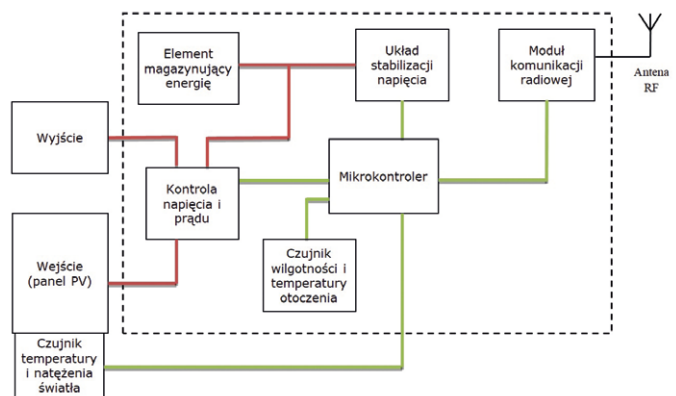 Element
magazynujący
energię
Układ
stabilizacji
napięcia
Moduł
komunikacji
radiowej
Antena
RF
Wyjście
Kontrola
napięcia i
prądu
Mikrokontroler
Wejście
(panel PV)
Czujnik
wilgotności i
temperatury
otoczenia
Czujnik
temperatury
i natężenia
światła